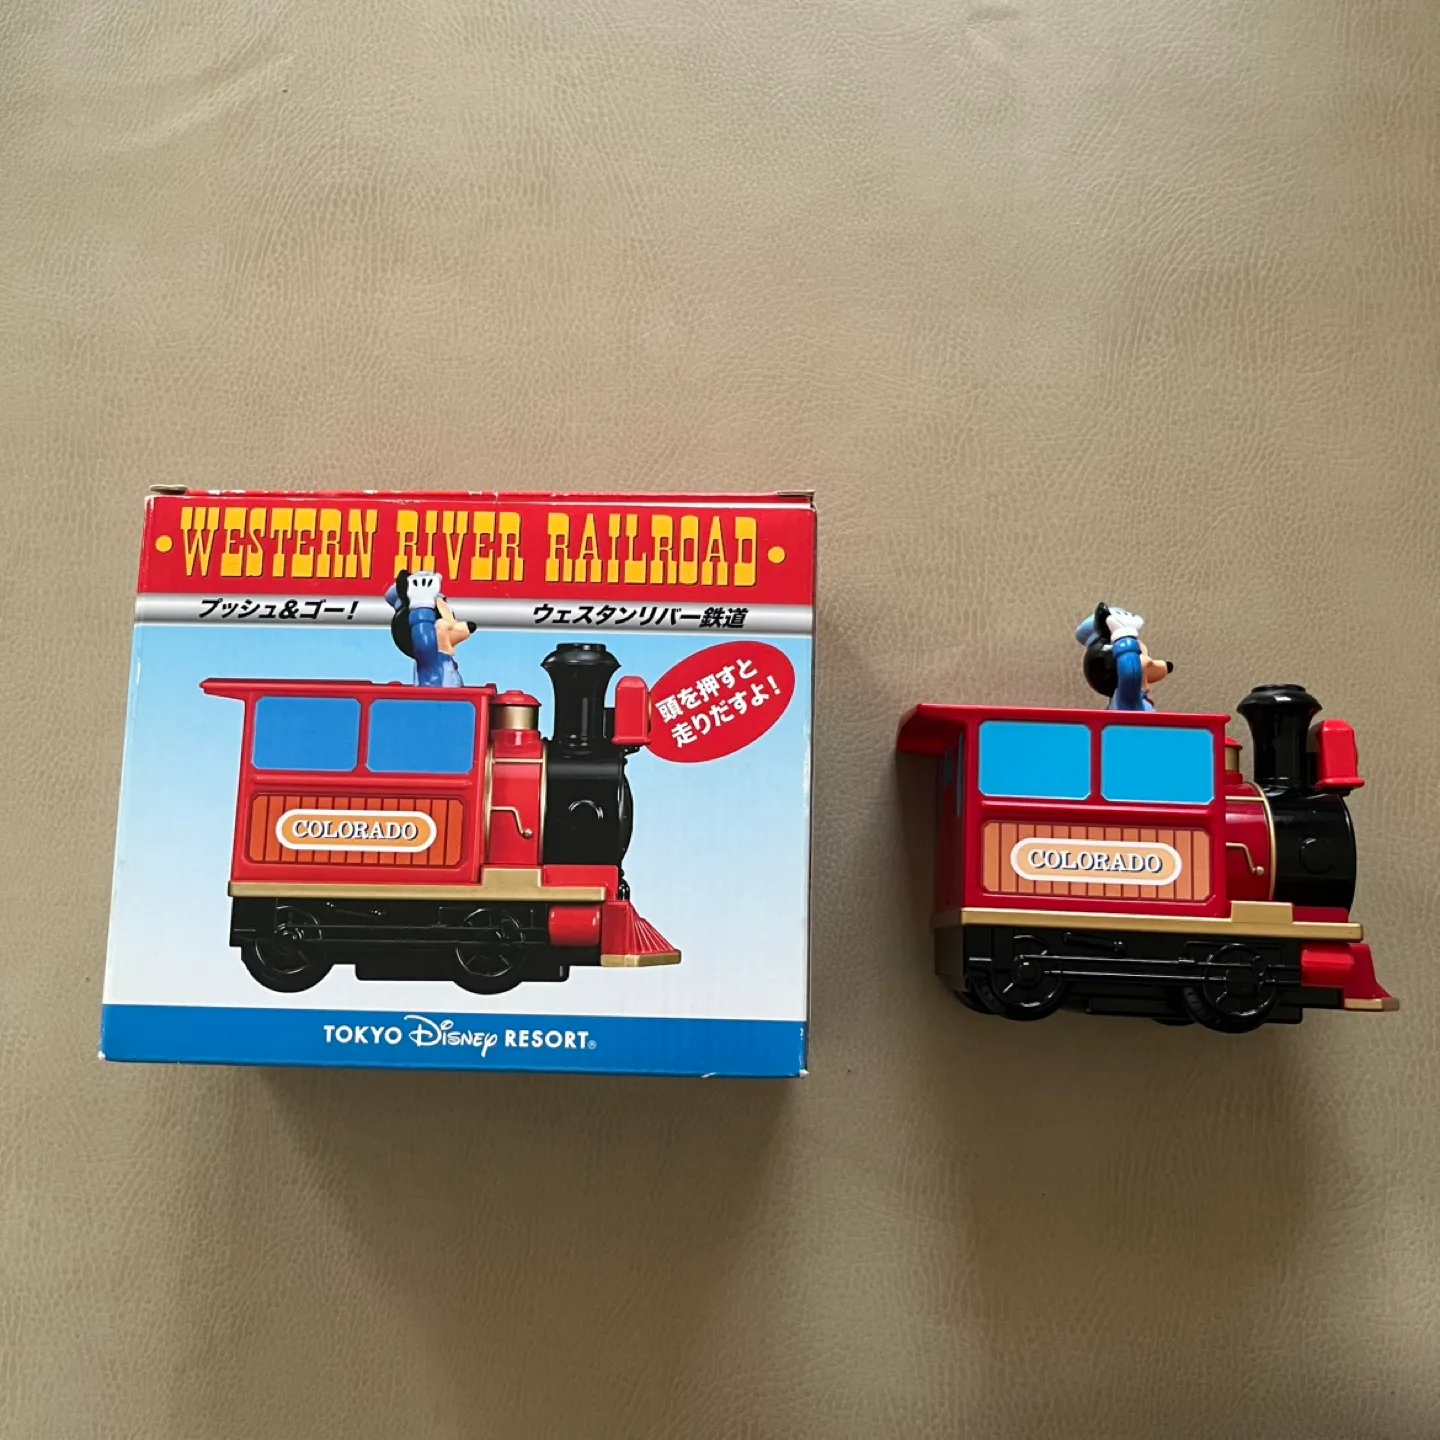 • WESTERN RIVER RAILROAD •
プッシュ&ゴー! ウェスタンリバー鉄道
頭を押すと
走りだすよ!
COLORADO
TOKYO Disney RESORT®
COLORADO